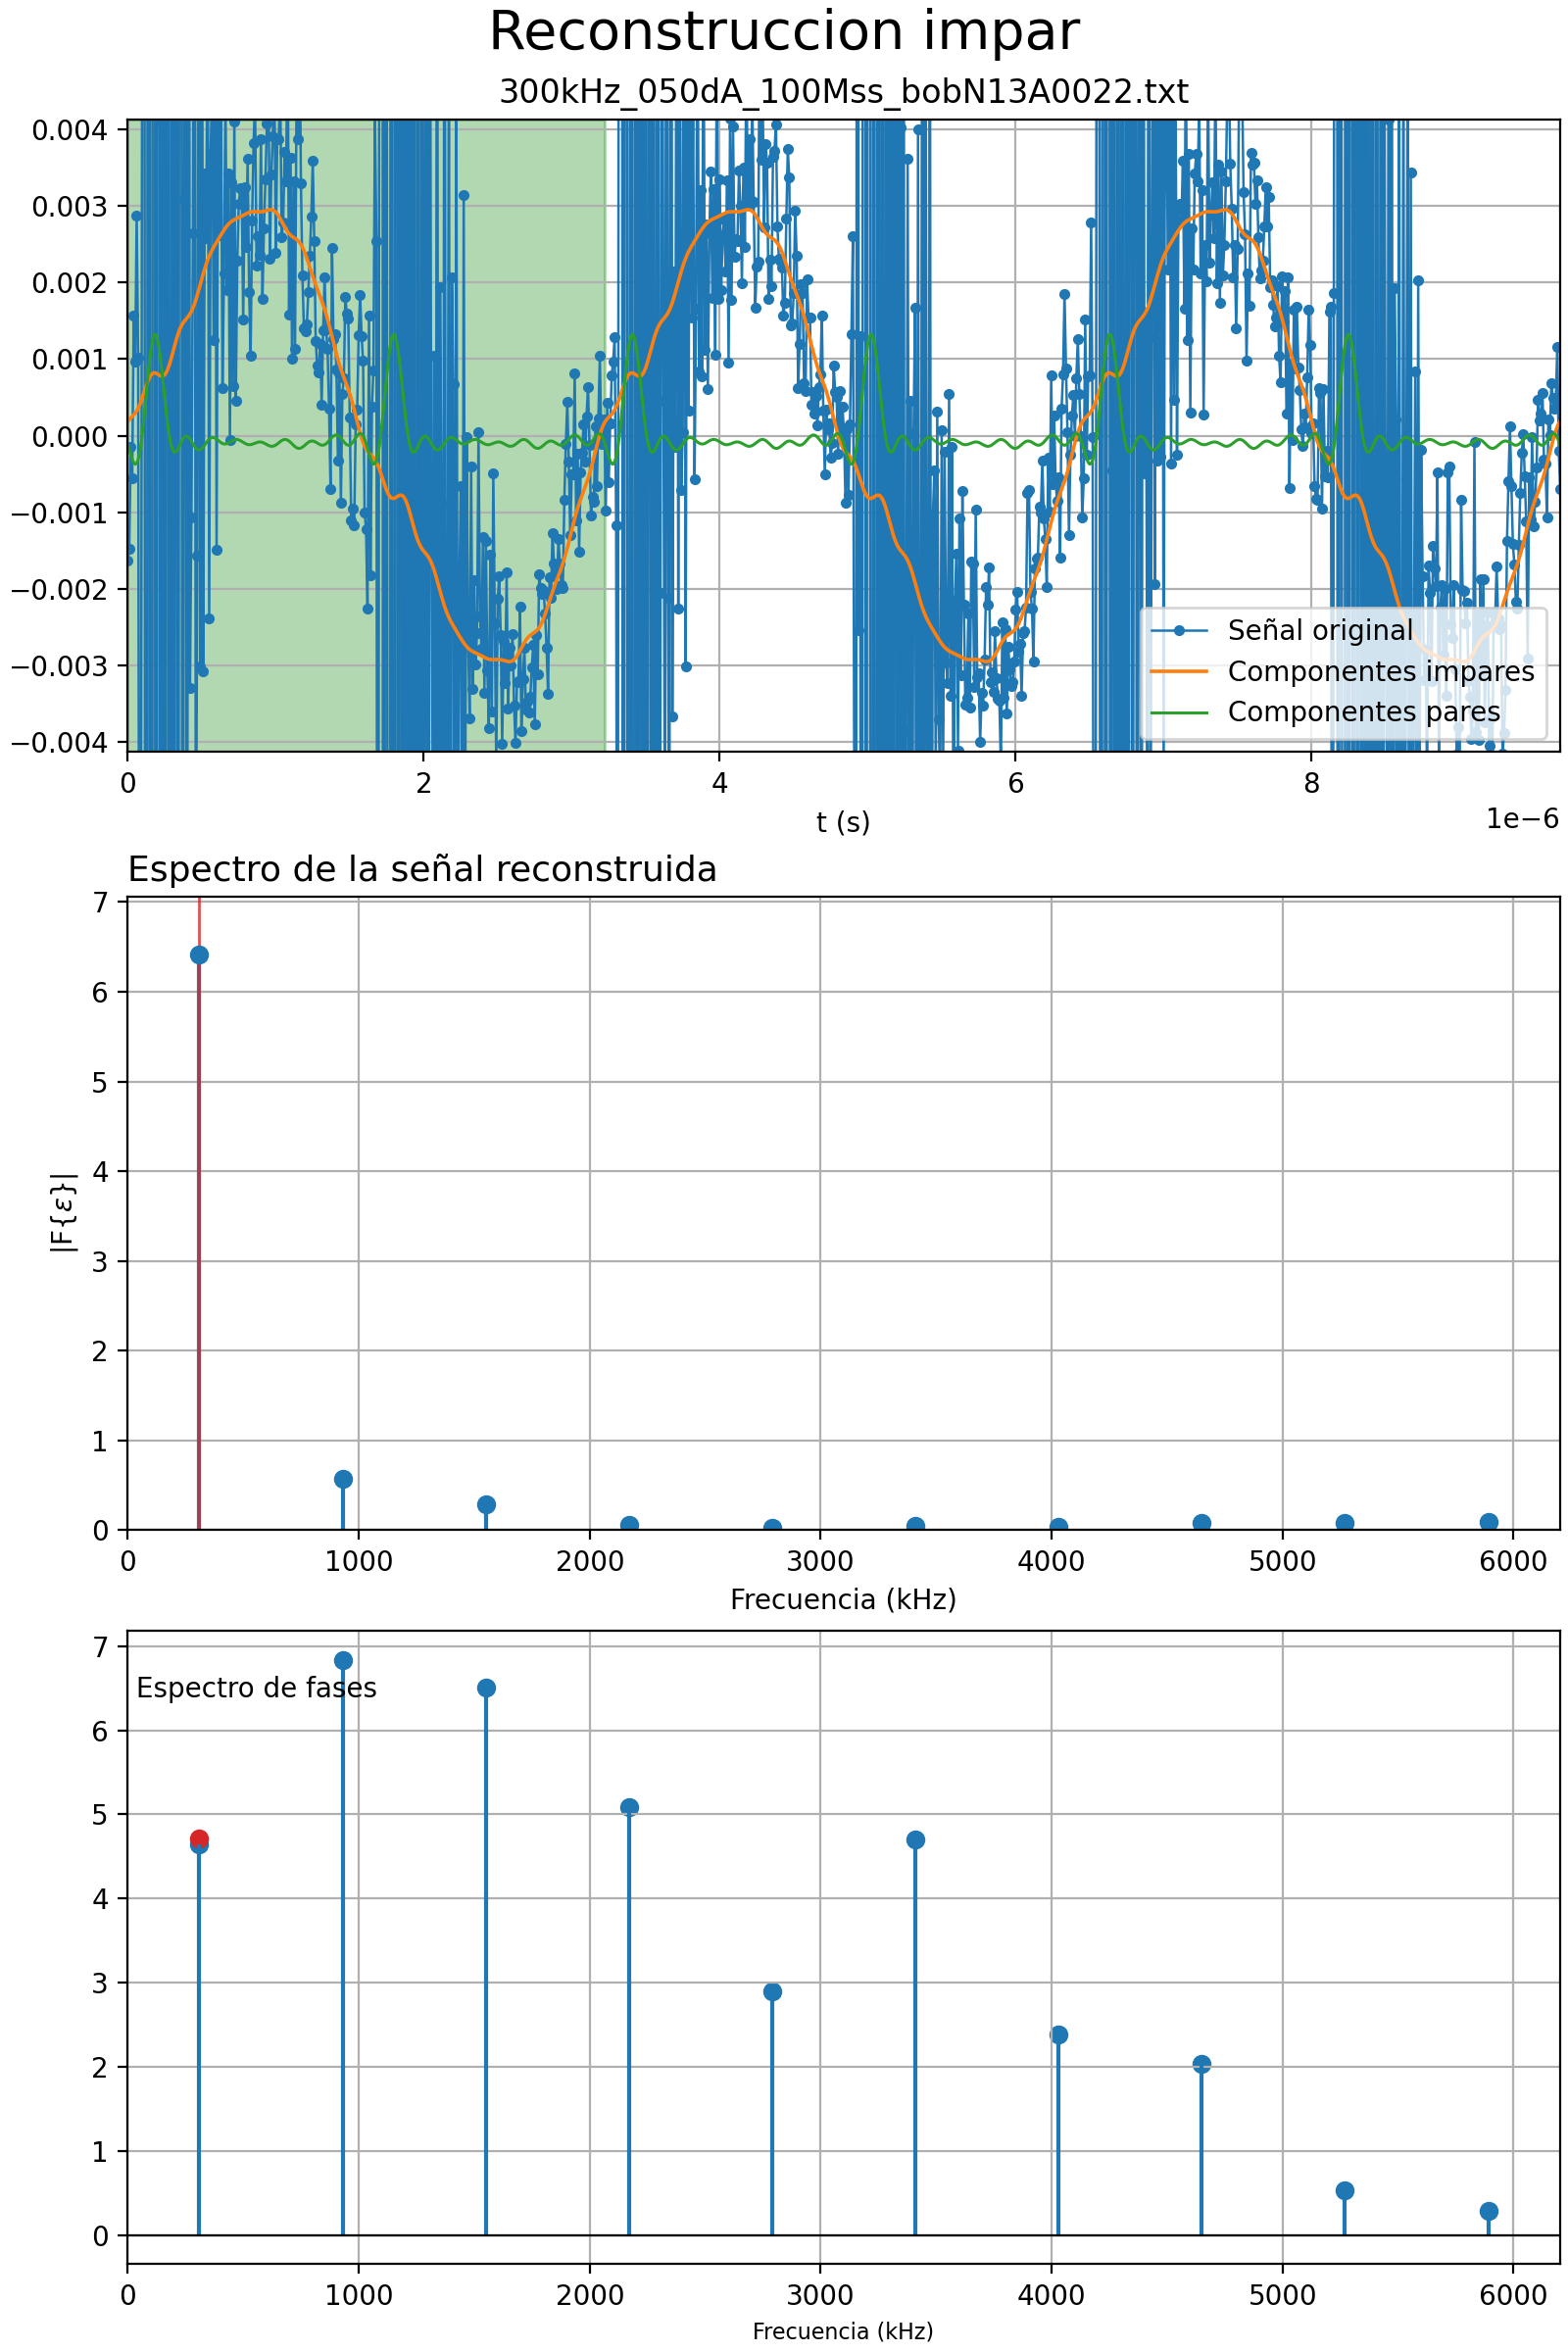 Reconstruccion impar
300kHz_050dA_100Mss_bobN13A0022.txt
0.004
0.003
0.002
0.001
0.000
−0.001
−0.002
−0.003
−0.004
Señal original
Componentes impares
Componentes pares
0 2 4 6 8
1e−6
t (s)
Espectro de la señal reconstruida
7
6
5
4
3
2
1
0
|F{ε}|
0 1000 2000 3000 4000 5000 6000
Frecuencia (kHz)
7
Espectro de fases
6
5
4
3
2
1
0
0 1000 2000 3000 4000 5000 6000
Frecuencia (kHz)